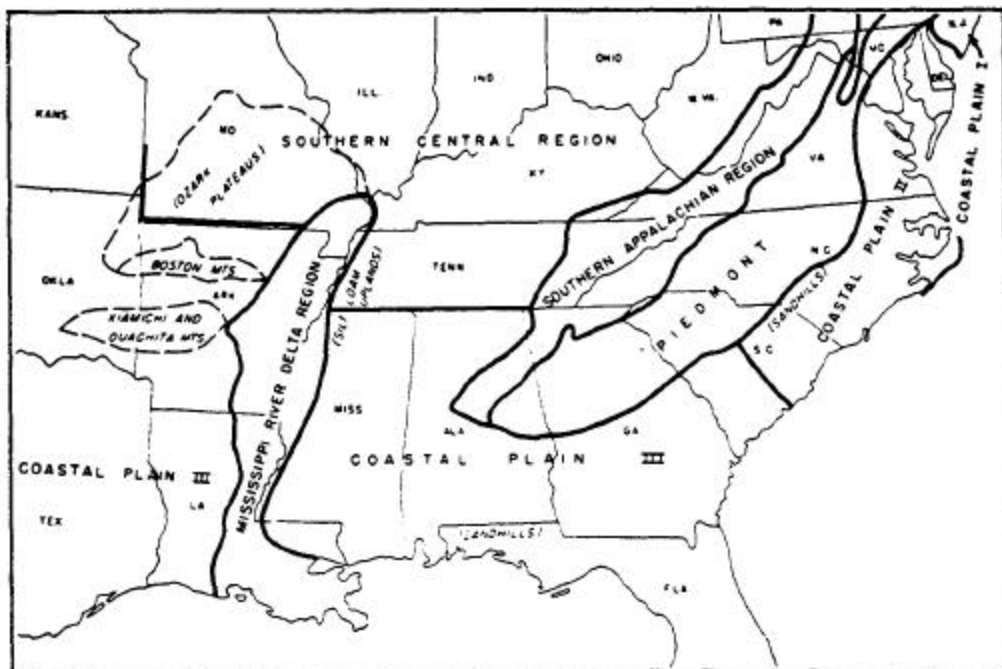 PA
N.J.
I
OHIO
IND
ILL.
W. VA.
M.C.
DEL
KANS.
MO
SOUTHERN CENTRAL REGION
(OZARK
PLATEAUS)
KY
VA
SOUTHERN APPALACHIAN REGION
COASTAL PLAIN I
COASTAL PLAIN II
OKLA
BOSTON MTS.
ARK
KIAMICHI AND
OUACHITA MTS.
MISSISSIPPI RIVER DELTA REGION
(SILT
LOAM
UPLANDS)
TENN
N C
PIEDMONT
(SANDHILLS)
S C
MISS
ALA
GA
COASTAL PLAIN III
COASTAL PLAIN III
LA
TEX
(SANDHILLS)
FLA